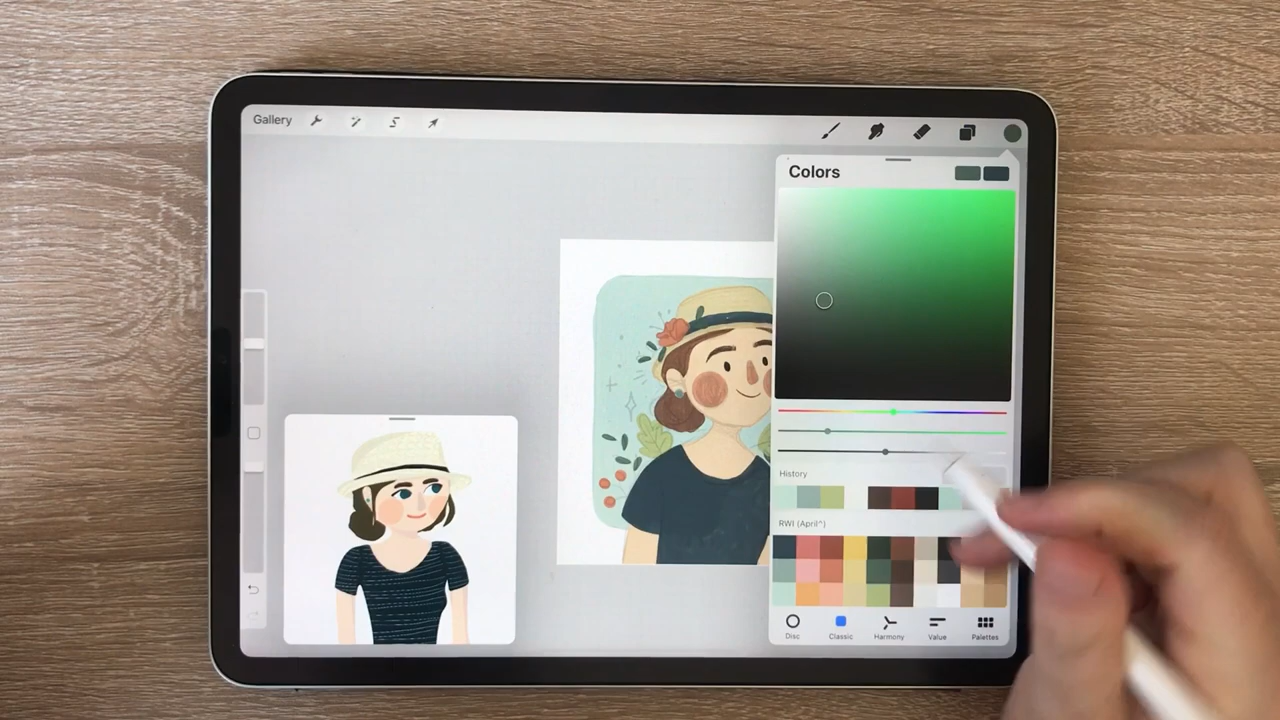 Gallery
Colors
History
RWI (April^)
Disc
Classic
Harmony
Value
Palettes